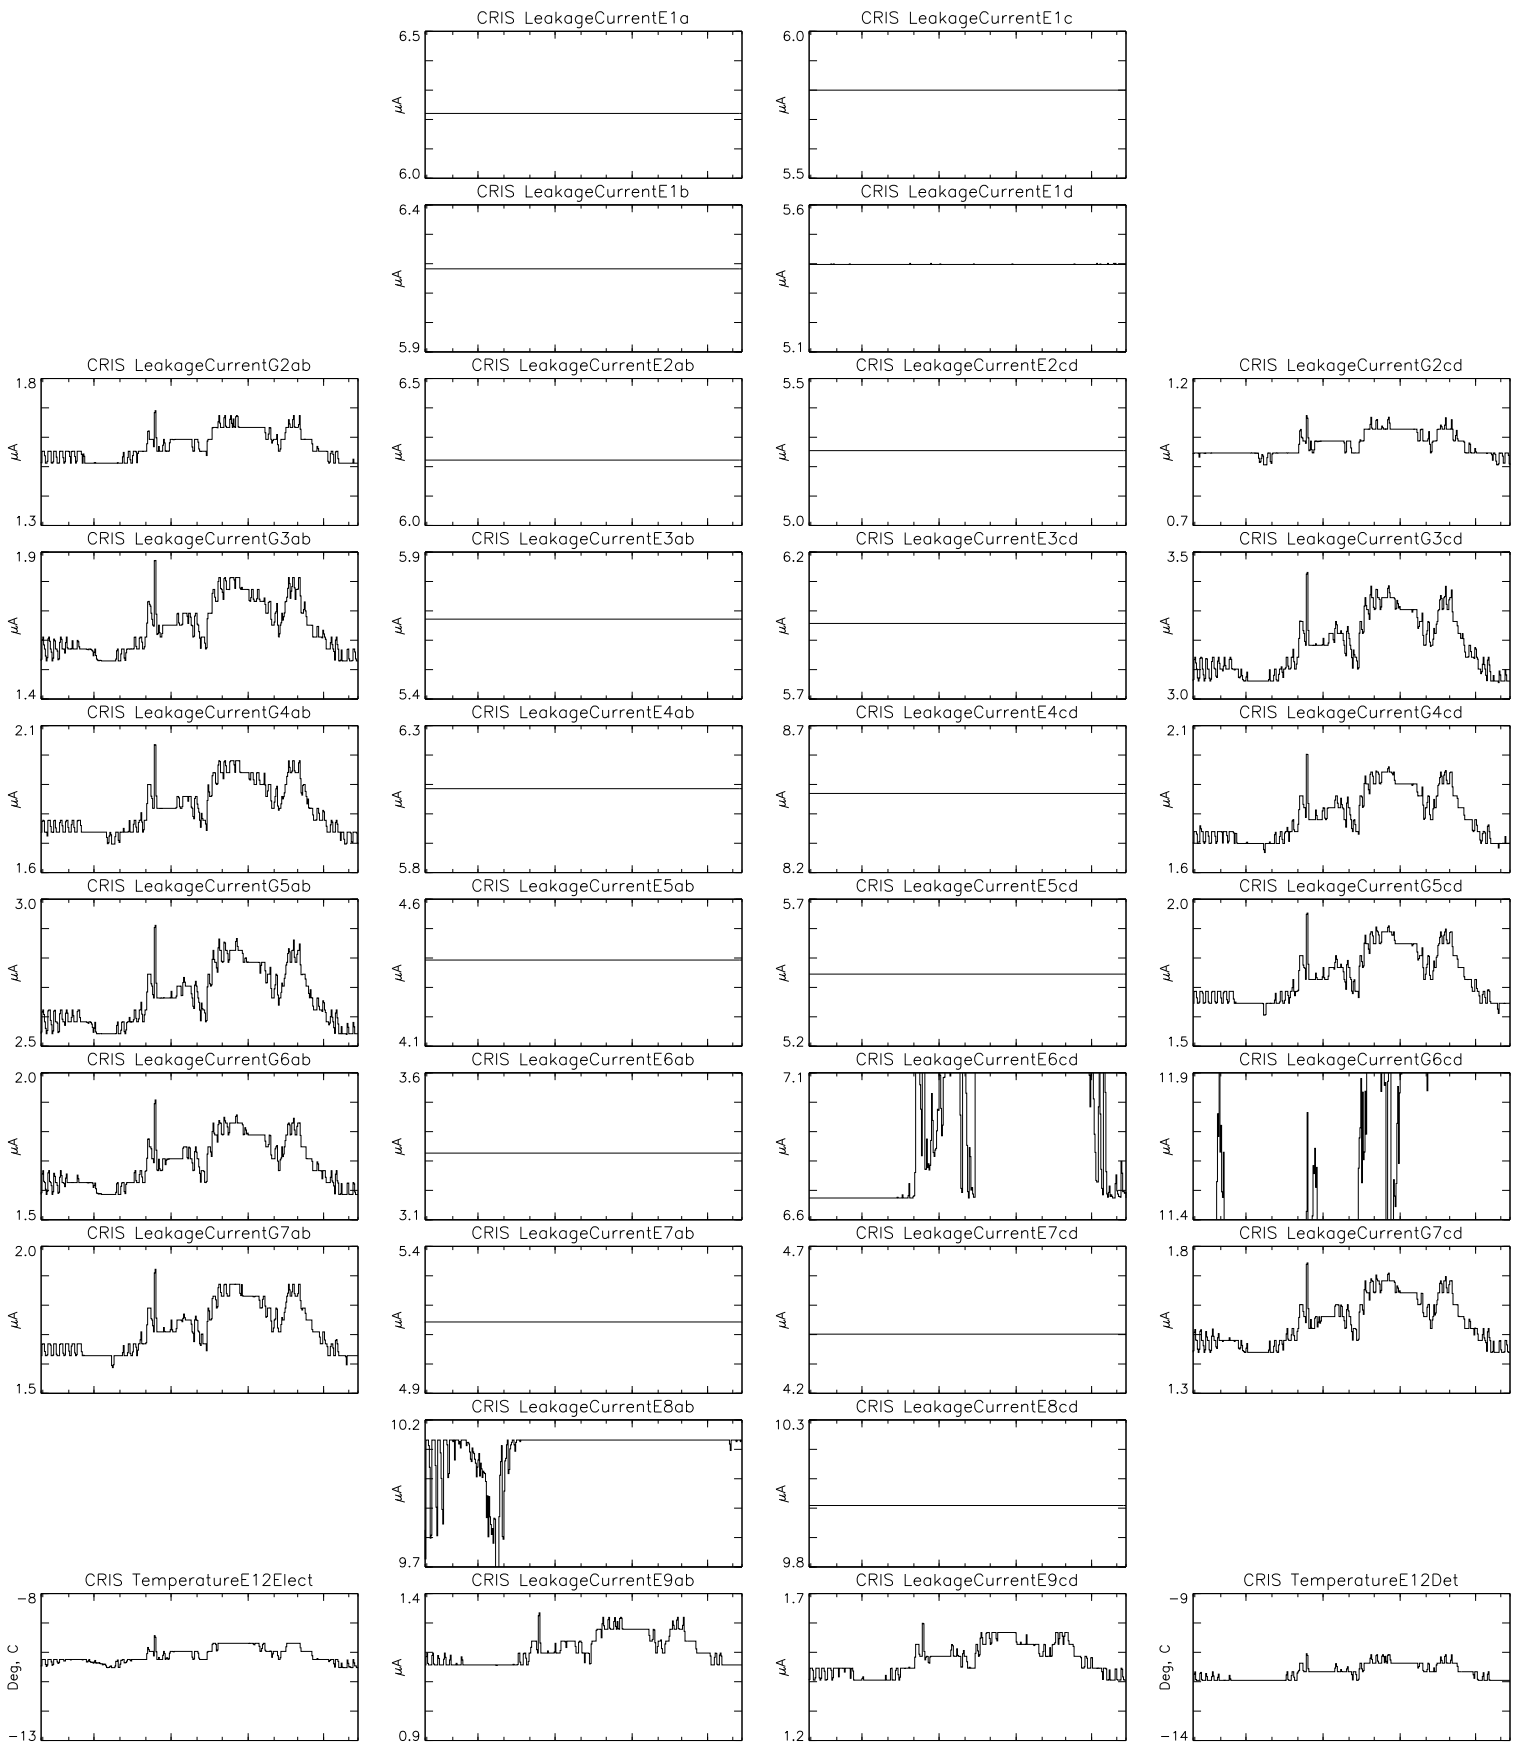 CRIS LeakageCurrentE1a
6.5
μA
6.0
CRIS LeakageCurrentE1c
6.0
μA
5.5
CRIS LeakageCurrentE1b
6.4
μA
5.9
CRIS LeakageCurrentE1d
5.6
μA
5.1
CRIS LeakageCurrentG2ab
1.8
μA
1.3
CRIS LeakageCurrentE2ab
6.5
μA
6.0
CRIS LeakageCurrentE2cd
5.5
μA
5.0
CRIS LeakageCurrentG2cd
1.2
μA
0.7
CRIS LeakageCurrentG3ab
1.9
μA
1.4
CRIS LeakageCurrentE3ab
5.9
μA
5.4
CRIS LeakageCurrentE3cd
6.2
μA
5.7
CRIS LeakageCurrentG3cd
3.5
μA
3.0
CRIS LeakageCurrentG4ab
2.1
μA
1.6
CRIS LeakageCurrentE4ab
6.3
μA
5.8
CRIS LeakageCurrentE4cd
8.7
μA
8.2
CRIS LeakageCurrentG4cd
2.1
μA
1.6
CRIS LeakageCurrentG5ab
3.0
μA
2.5
CRIS LeakageCurrentE5ab
4.6
μA
4.1
CRIS LeakageCurrentE5cd
5.7
μA
5.2
CRIS LeakageCurrentG5cd
2.0
μA
1.5
CRIS LeakageCurrentG6ab
2.0
μA
1.5
CRIS LeakageCurrentE6ab
3.6
μA
3.1
CRIS LeakageCurrentE6cd
7.1
μA
6.6
CRIS LeakageCurrentG6cd
11.9
μA
11.4
CRIS LeakageCurrentG7ab
2.0
μA
1.5
CRIS LeakageCurrentE7ab
5.4
μA
4.9
CRIS LeakageCurrentE7cd
4.7
μA
4.2
CRIS LeakageCurrentG7cd
1.8
μA
1.3
CRIS LeakageCurrentE8ab
10.2
μA
9.7
CRIS LeakageCurrentE8cd
10.3
μA
9.8
CRIS TemperatureE12Elect
-8
Deg, C
-13
CRIS LeakageCurrentE9ab
1.4
μA
0.9
CRIS LeakageCurrentE9cd
1.7
μA
1.2
CRIS TemperatureE12Det
-9
Deg, C
-14